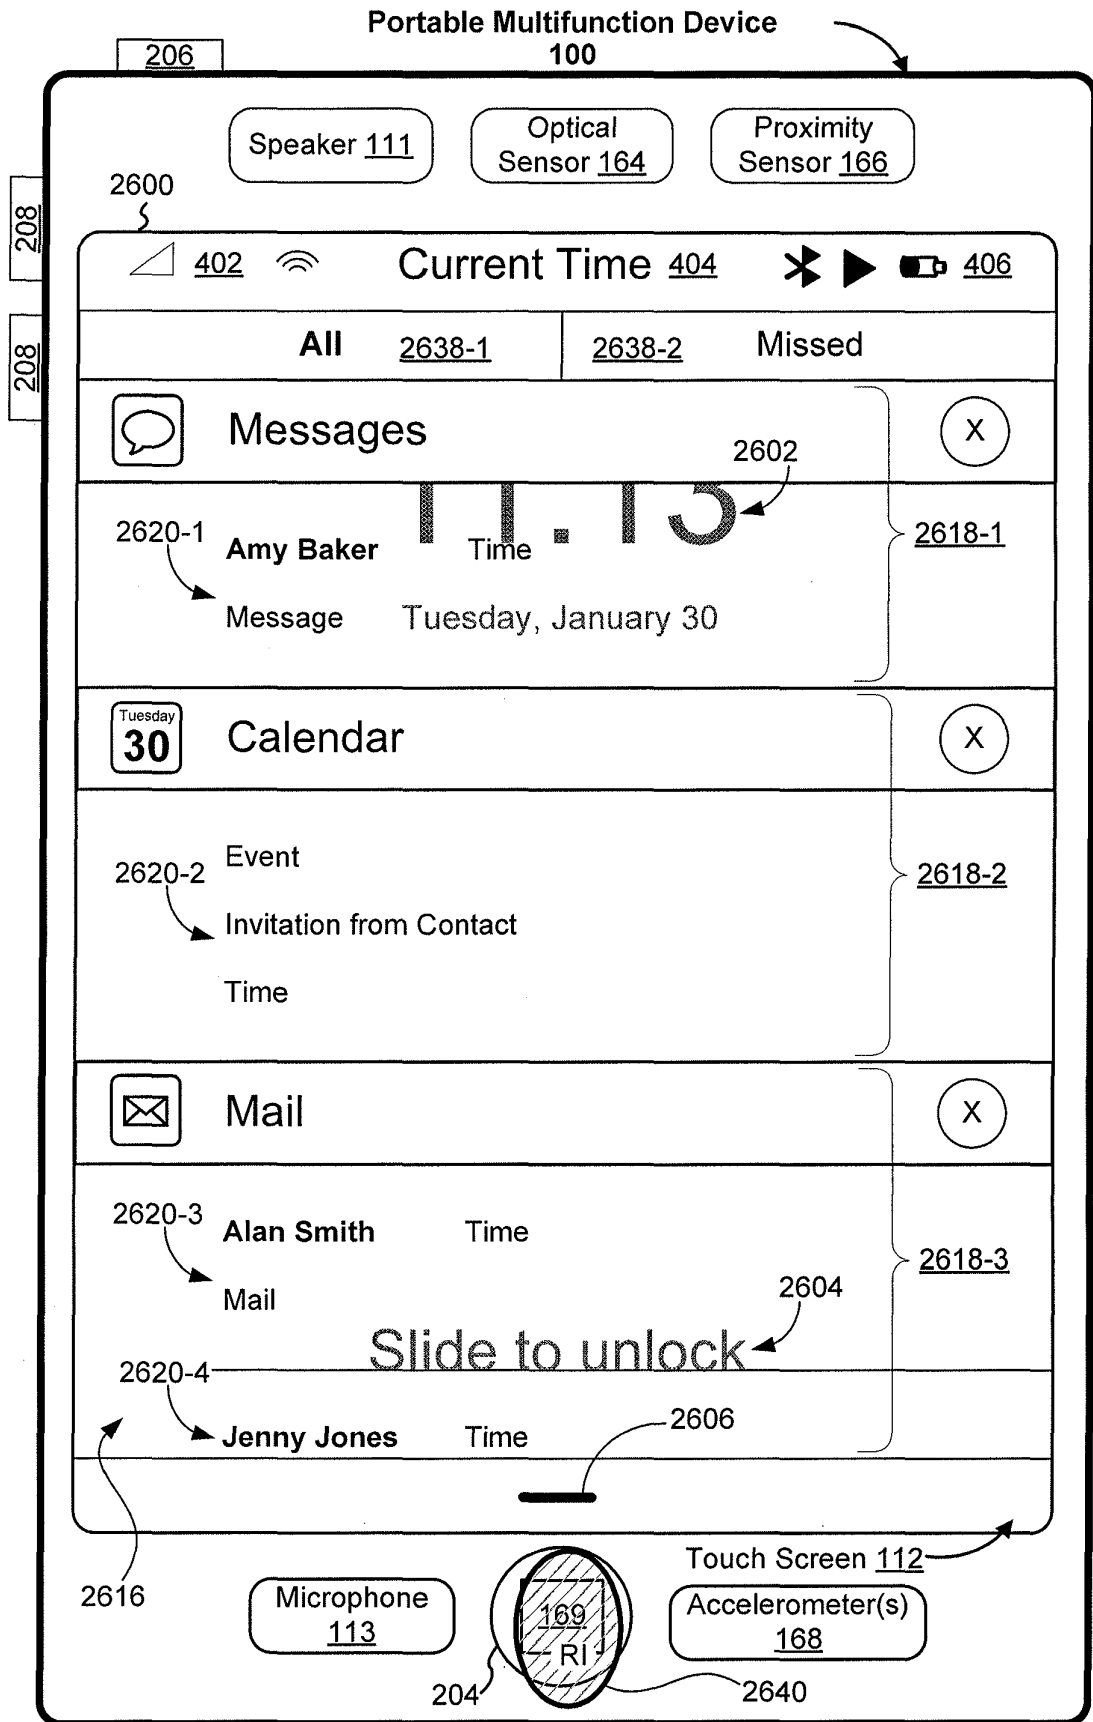 Portable Multifunction Device
100
206
Speaker 111
Optical
Sensor 164
Proximity
Sensor 166
2600
208
402 Current Time 404 406
208
All 2638-1 2638-2 Missed
Messages X
2602
11:13
2620-1
Amy Baker Time
2618-1
Message Tuesday, January 30
Tuesday
30
Calendar X
Event
2620-2
2618-2
Invitation from Contact
Time
Mail X
2620-3
Alan Smith Time
2618-3
Mail
2604
Slide to unlock
2620-4
2606
Jenny Jones Time
Touch Screen 112
2616
Microphone
113
169
RI
Accelerometer(s)
168
204
2640